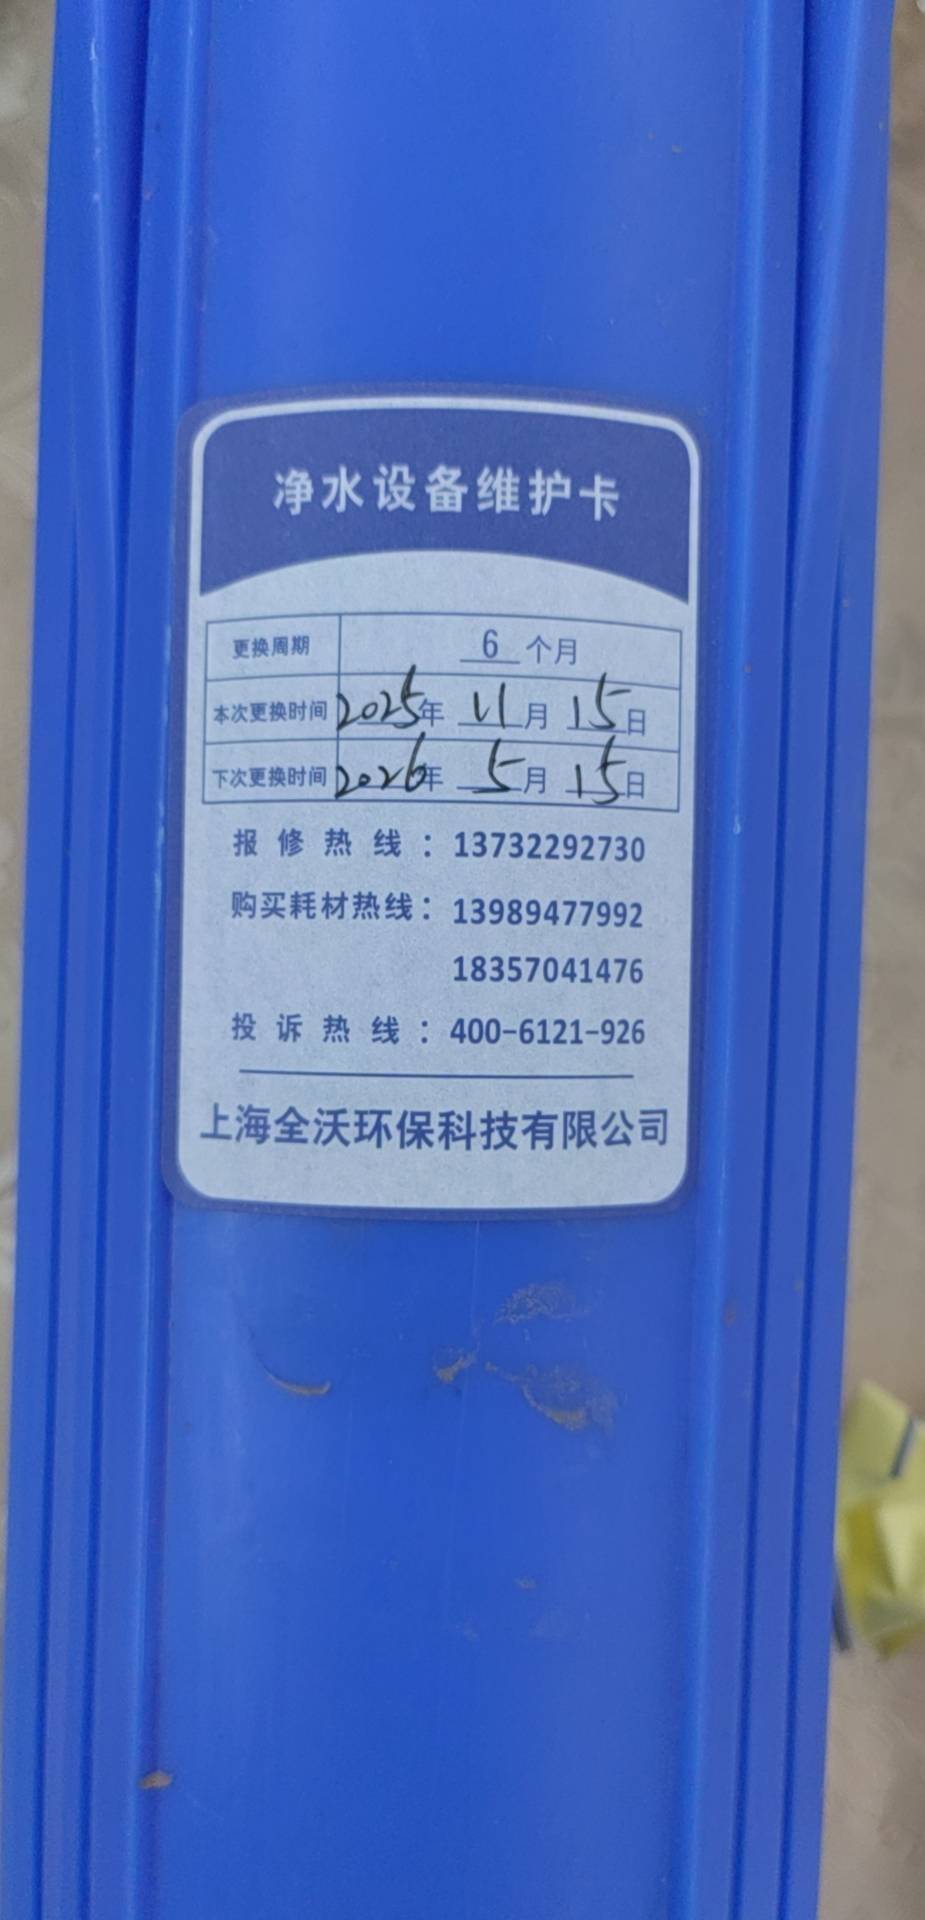 净水设备维护卡
更换周期 6 个月
本次更换时间 2025年 11月 15日
下次更换时间 2026年 5月 15日
报修热线：13732292730
购买耗材热线：13989477992
18357041476
投诉热线：400-6121-926
上海全沃环保科技有限公司